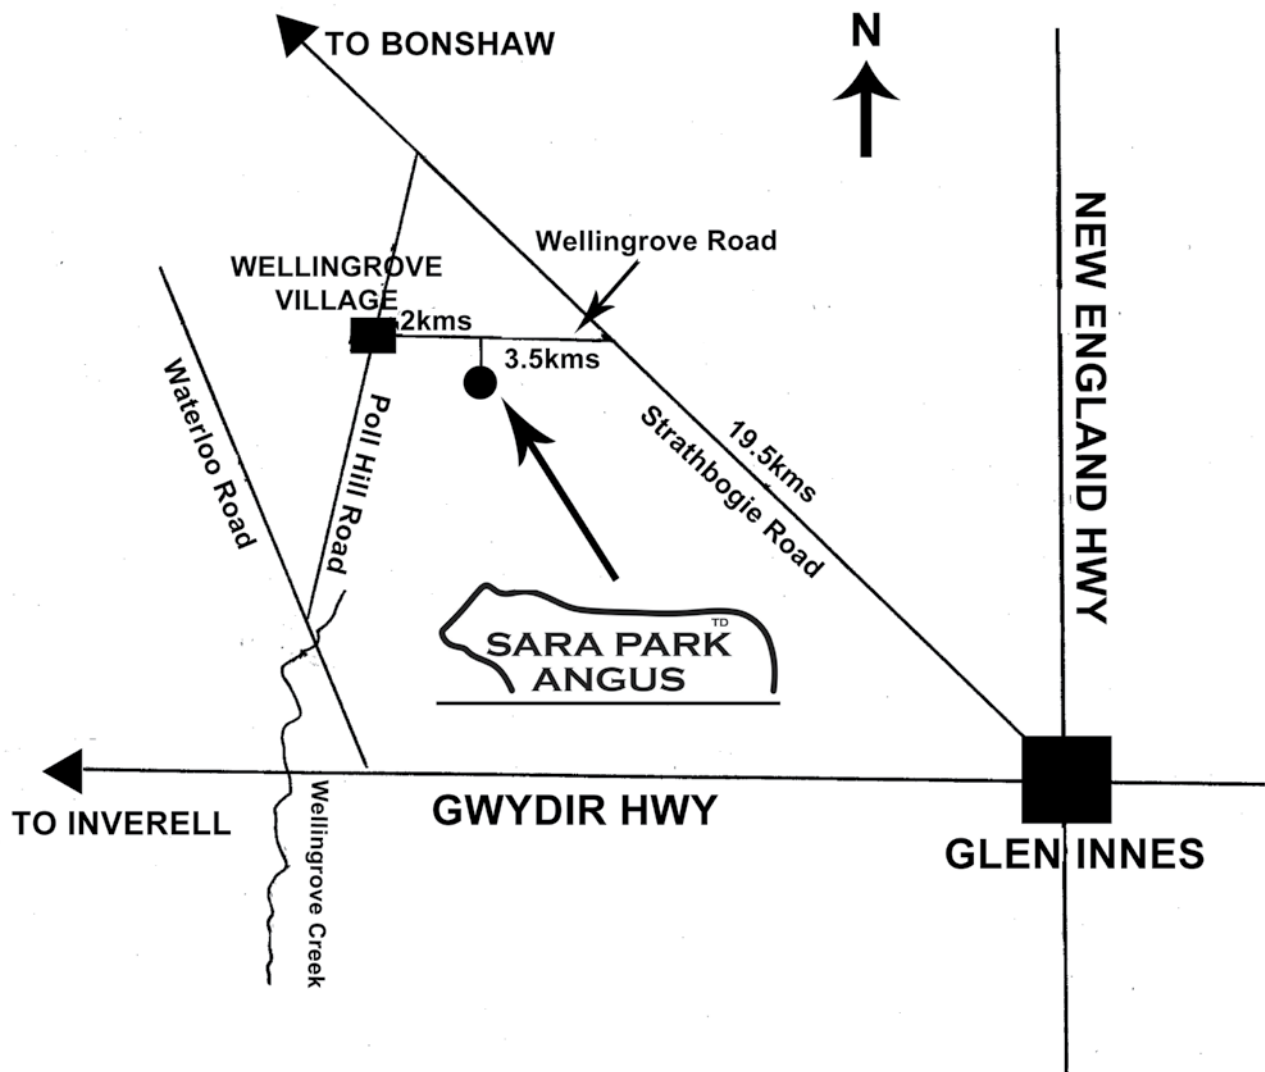 TO BONSHAW
N
NEW ENGLAND HWY
Wellingrove Road
WELLINGROVE
VILLAGE
2kms
3.5kms
Waterloo Road
Poll Hill Road
19.5kms
Strathbogie Road
SARA PARK TD
ANGUS
TO INVERELL
GWYDIR HWY
Wellingrove Creek
GLEN INNES